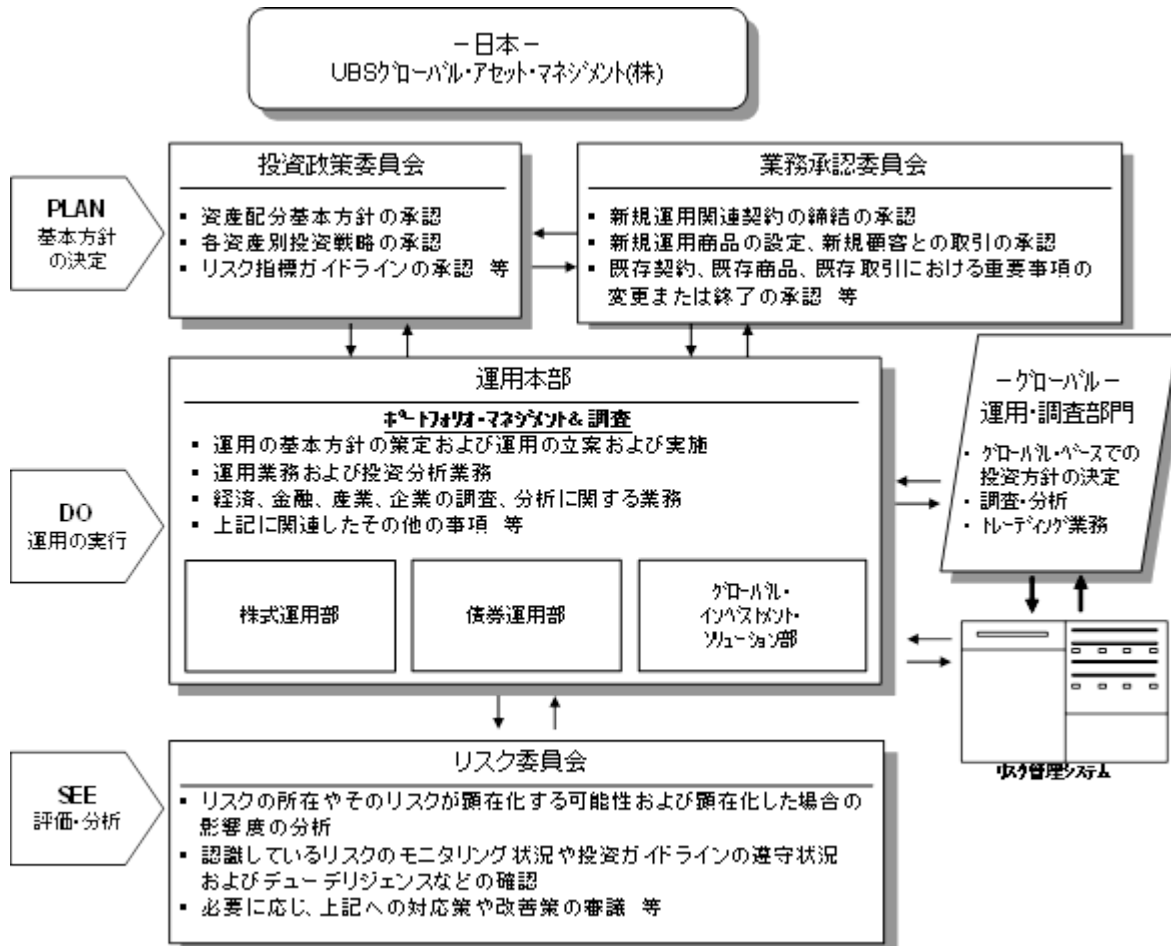 －日本－
UBSグローバル・アセット・マネジメント(株)
PLAN
基本方針
の決定
投資政策委員会
▪ 資産配分基本方針の承認
▪ 各資産別投資戦略の承認
▪ リスク指標ガイドラインの承認 等
業務承認委員会
▪ 新規運用関連契約の締結の承認
▪ 新規運用商品の設定、新規顧客との取引の承認
▪ 既存契約、既存商品、既存取引における重要事項の
変更または終了の承認 等
DO
運用の実行
運用本部
ポートフォリオ・マネジメント& 調査
▪ 運用の基本方針の策定および運用の立案および実施
▪ 運用業務および投資分析業務
▪ 経済、金融、産業、企業の調査、分析に関する業務
▪ 上記に関連したその他の事項 等
株式運用部
債券運用部
グローバル・
インベストメント・
ソリューション部
－グローバル－
運用・調査部門
▪ グローバル・ベースでの
投資方針の決定
▪ 調査・分析
▪ トレーディング業務
リスク管理システム
SEE
評価・分析
リスク委員会
▪ リスクの所在やそのリスクが顕在化する可能性および顕在化した場合の
影響度の分析
▪ 認識しているリスクのモニタリング状況や投資ガイドラインの遵守状況
およびデューデリジェンスなどの確認
▪ 必要に応じ、上記への対応策や改善策の審議 等